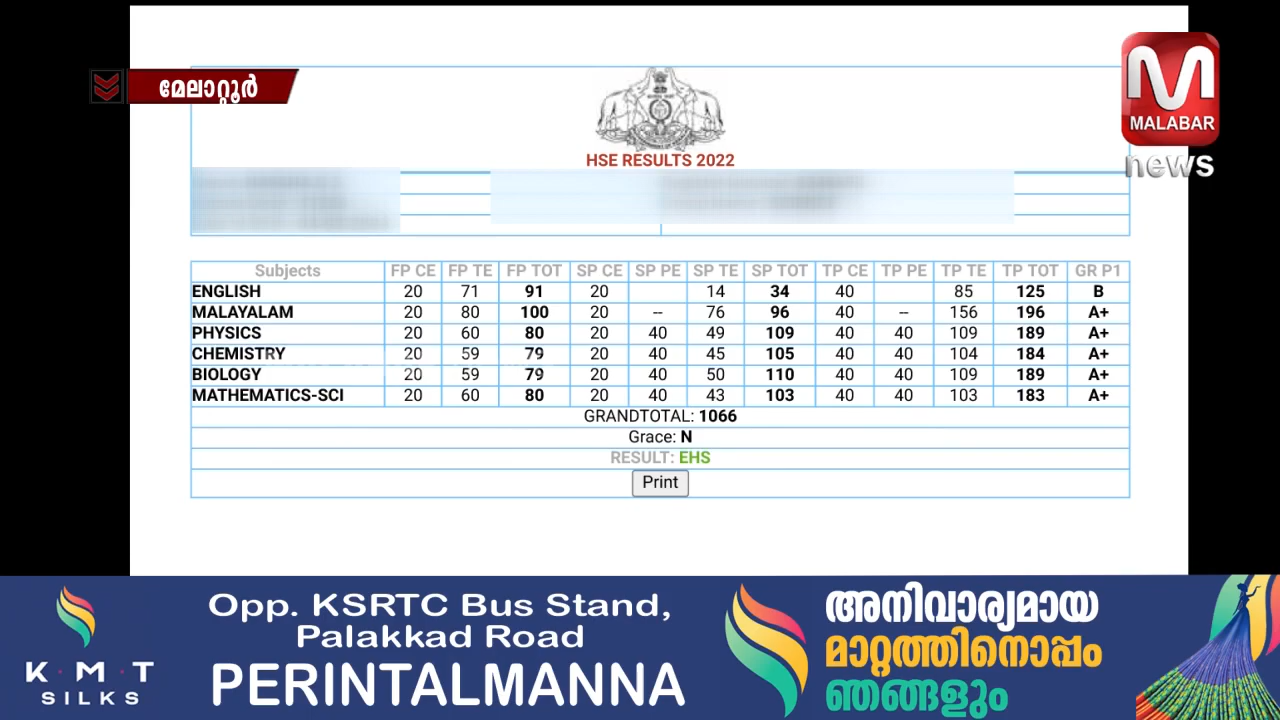 മേലാറ്റൂർ
MALABAR
news
HSE RESULTS 2022
Subjects FP CE FP TE FP TOT SP CE SP PE SP TE SP TOT TP CE TP PE TP TE TP TOT GR P1
ENGLISH 20 71 91 20 14 34 40 85 125 B
MALAYALAM 20 80 100 20 -- 76 96 40 -- 156 196 A+
PHYSICS 20 60 80 20 40 49 109 40 40 109 189 A+
CHEMISTRY 20 59 79 20 40 45 105 40 40 104 184 A+
BIOLOGY 20 59 79 20 40 50 110 40 40 109 189 A+
MATHEMATICS-SCI 20 60 80 20 40 43 103 40 40 103 183 A+
GRANDTOTAL: 1066
Grace: N
RESULT: EHS
Print
K·M·T
SILKS
Opp. KSRTC Bus Stand,
Palakkad Road
PERINTALMANNA
അനിവാര്യമായ
മാറ്റത്തിനൊപ്പം
ഞങ്ങളും